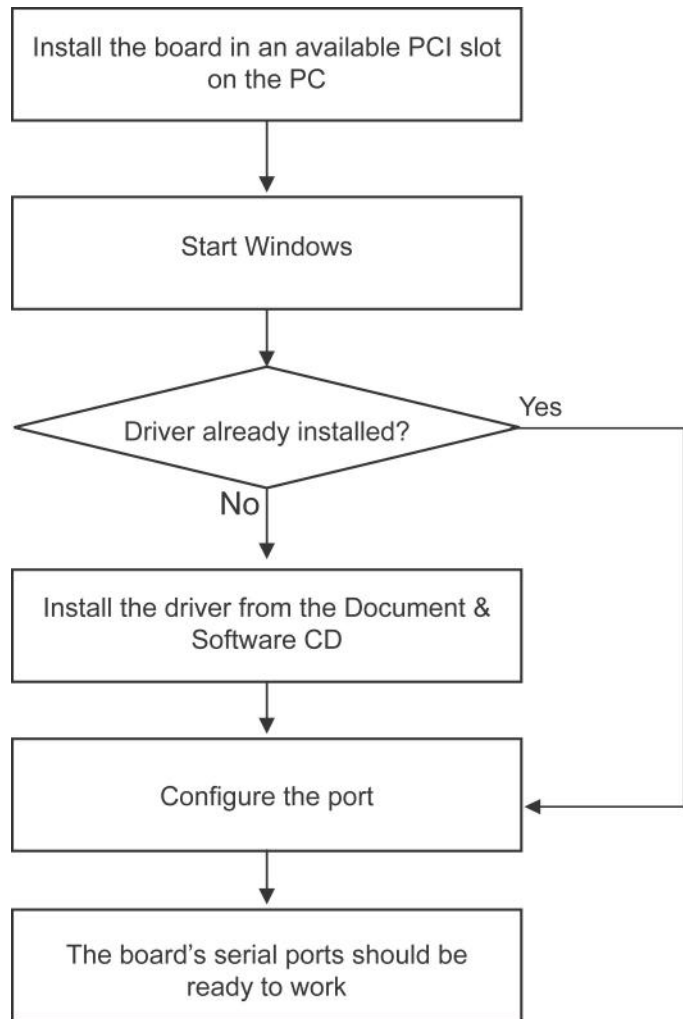 Install the board in an available PCI slot
on the PC
Start Windows
Driver already installed?
Yes
No
Install the driver from the Document &
Software CD
Configure the port
The board’s serial ports should be
ready to work